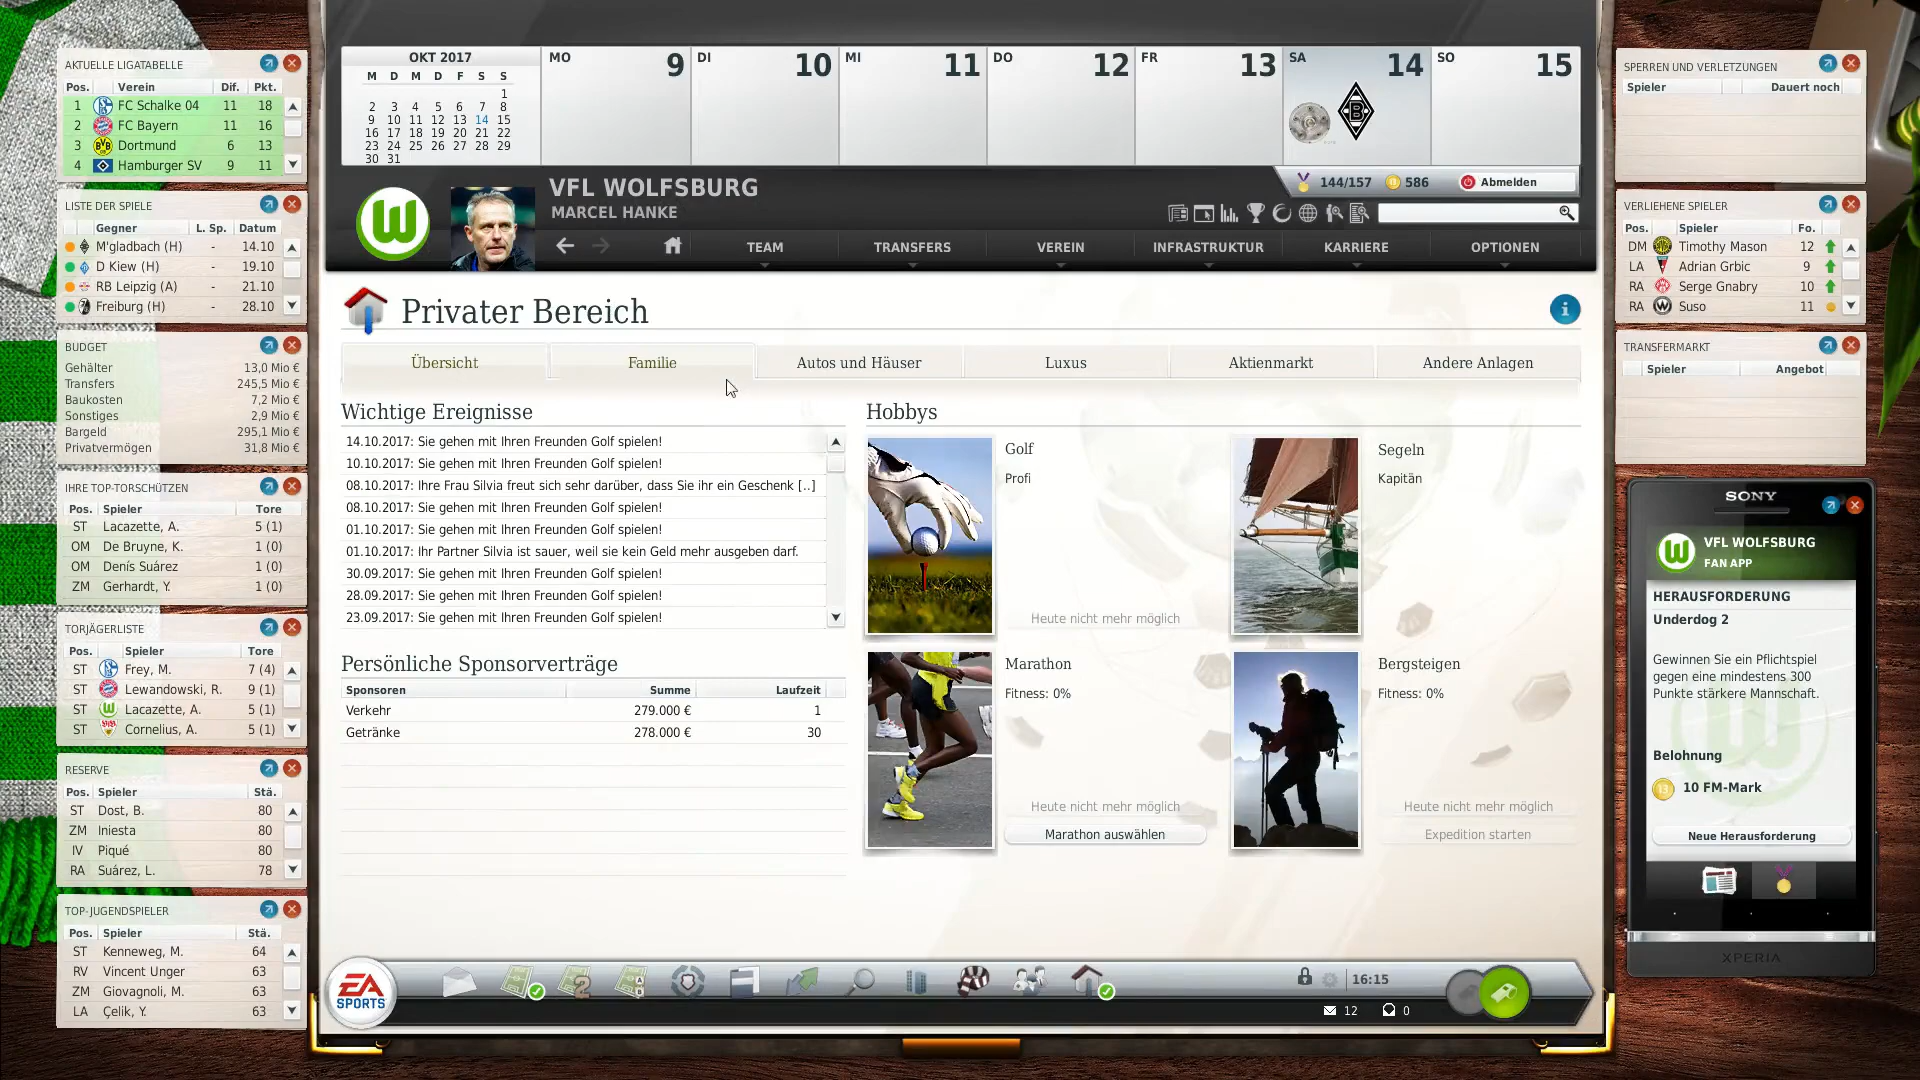 AKTUELLE LIGATABELLE
Pos. Verein Dif. Pkt.
1 FC Schalke 04 11 18
2 FC Bayern 11 16
3 Dortmund 6 13
4 Hamburger SV 9 11
LISTE DER SPIELE
Gegner L. Sp. Datum
M'gladbach (H) - 14.10
D Kiew (H) - 19.10
RB Leipzig (A) - 21.10
Freiburg (H) - 28.10
BUDGET
Gehälter 13,0 Mio €
Transfers 245,5 Mio €
Baukosten 7,2 Mio €
Sonstiges 2,9 Mio €
Bargeld 295,1 Mio €
Privatvermögen 31,8 Mio €
IHRE TOP-TORSCHÜTZEN
Pos. Spieler Tore
ST Lacazette, A. 5 (1)
OM De Bruyne, K. 1 (0)
OM Denís Suárez 1 (0)
ZM Gerhardt, Y. 1 (0)
TORJÄGERLISTE
Pos. Spieler Tore
ST Frey, M. 7 (4)
ST Lewandowski, R. 9 (1)
ST Lacazette, A. 5 (1)
ST Cornelius, A. 5 (1)
RESERVE
Pos. Spieler Stä.
ST Dost, B. 80
ZM Iniesta 80
IV Piqué 80
RA Suárez, L. 78
TOP-JUGENDSPIELER
Pos. Spieler Stä.
ST Kenneweg, M. 64
RV Vincent Unger 63
ZM Giovagnoli, M. 63
LA Çelik, Y. 63
OKT 2017
M D M D F S S
1
2 3 4 5 6 7 8
9 10 11 12 13 14 15
16 17 18 19 20 21 22
23 24 25 26 27 28 29
30 31
MO 9 DI 10 MI 11 DO 12 FR 13 SA 14 SO 15
VFL WOLFSBURG
MARCEL HANKE
144/157 586 Abmelden
TEAM TRANSFERS VEREIN INFRASTRUKTUR KARRIERE OPTIONEN
Privater Bereich
Übersicht Familie Autos und Häuser Luxus Aktienmarkt Andere Anlagen
Wichtige Ereignisse
14.10.2017: Sie gehen mit Ihren Freunden Golf spielen!
10.10.2017: Sie gehen mit Ihren Freunden Golf spielen!
08.10.2017: Ihre Frau Silvia freut sich sehr darüber, dass Sie ihr ein Geschenk [..]
08.10.2017: Sie gehen mit Ihren Freunden Golf spielen!
01.10.2017: Sie gehen mit Ihren Freunden Golf spielen!
01.10.2017: Ihr Partner Silvia ist sauer, weil sie kein Geld mehr ausgeben darf.
30.09.2017: Sie gehen mit Ihren Freunden Golf spielen!
28.09.2017: Sie gehen mit Ihren Freunden Golf spielen!
23.09.2017: Sie gehen mit Ihren Freunden Golf spielen!
Persönliche Sponsorverträge
Sponsoren Summe Laufzeit
Verkehr 279.000 € 1
Getränke 278.000 € 30
Hobbys
Golf
Profi
Heute nicht mehr möglich
Segeln
Kapitän
Marathon
Fitness: 0%
Heute nicht mehr möglich
Marathon auswählen
Bergsteigen
Fitness: 0%
Heute nicht mehr möglich
Expedition starten
EA
SPORTS
2
16:15
12 0
SPERREN UND VERLETZUNGEN
Spieler Dauert noch
VERLIEHENE SPIELER
Pos. Spieler Fo.
DM Timothy Mason 12
LA Adrian Grbic 9
RA Serge Gnabry 10
RA Suso 11
TRANSFERMARKT
Spieler Angebot
SONY
VFL WOLFSBURG
FAN APP
HERAUSFORDERUNG
Underdog 2
Gewinnen Sie ein Pflichtspiel
gegen eine mindestens 300
Punkte stärkere Mannschaft.
Belohnung
10 FM-Mark
Neue Herausforderung
XPERIA